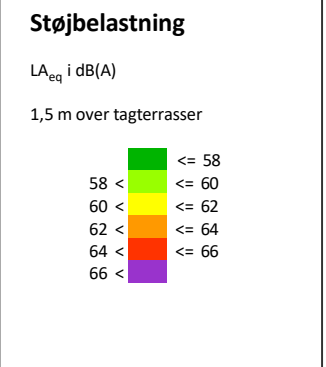 Støjbelastning
LAeq i dB(A)
1,5 m over tagterrasser
<= 58
58 < <= 60
60 < <= 62
62 < <= 64
64 < <= 66
66 <